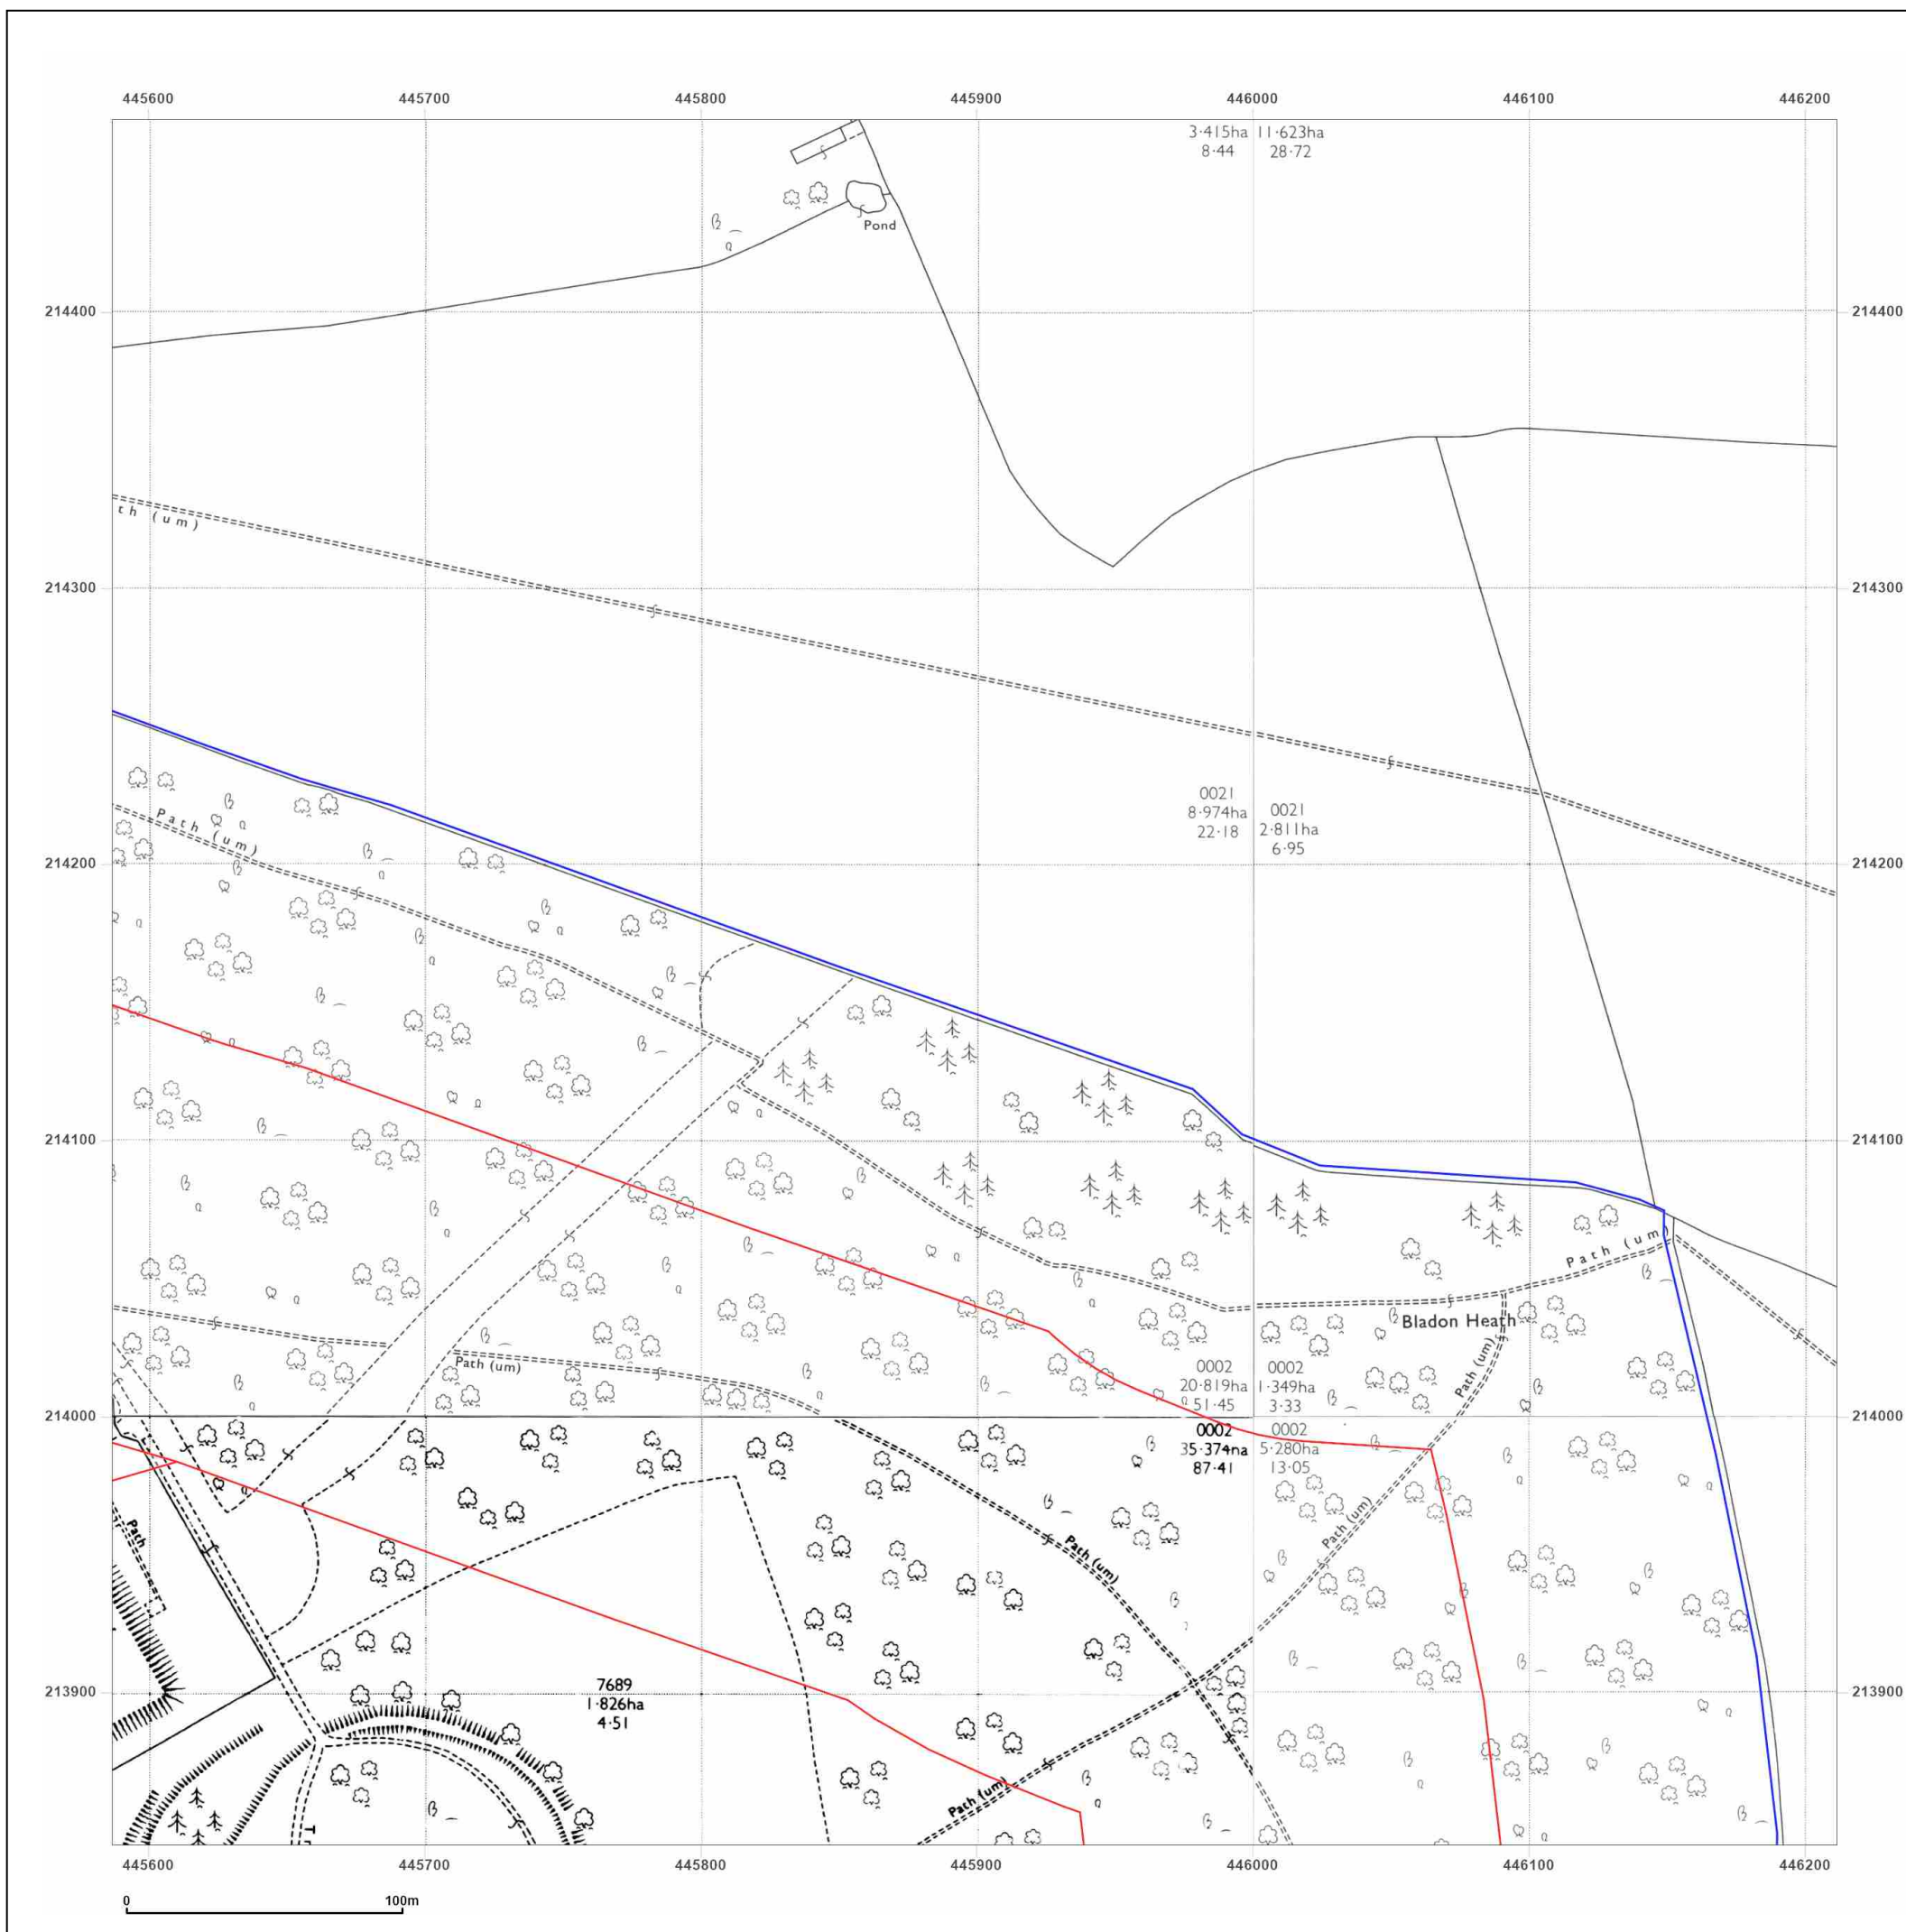 445600 445700 445800 445900 446000 446100 446200
3·415ha 11·623ha
8·44 28·72
Pond
214400 214400
th (um)
214300 214300
0021
8·974ha
22·18
0021
2·811ha
6·95
Path (um)
214200 214200
214100 214100
Path (um)
Bladon Heath
Path (um)
Path (um)
0002
20·819ha
51·45
0002
1·349ha
3·33
214000 214000
0002
35·374ha
87·41
0002
5·280ha
13·05
Path
Path (um)
Path (um)
7689
1·826ha
4·51
213900 213900
Path (um)
445600 445700 445800 445900 446000 446100 446200
0 100m